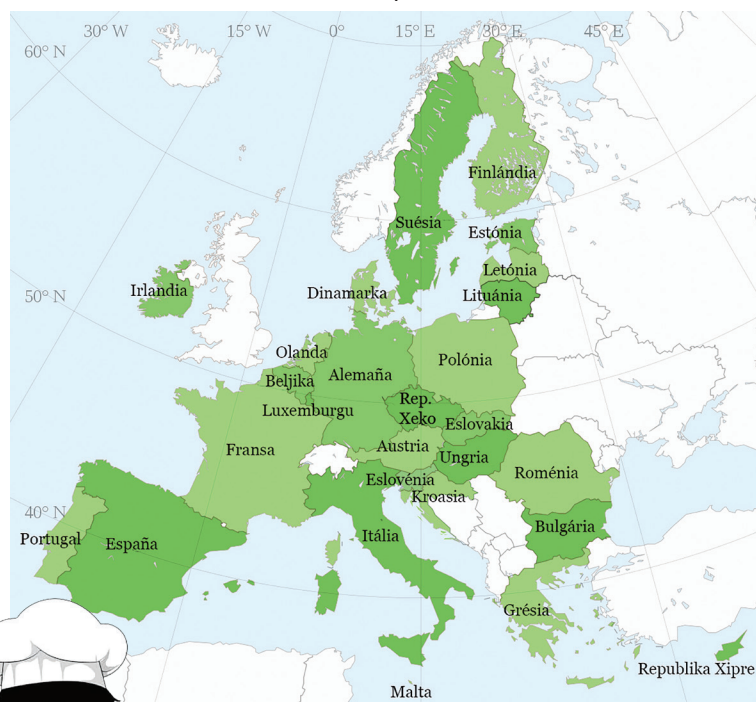 30° W
15° W
0°
15° E
30° E
45° E
60° N
Finlándia
Suésia
Estónia
Letónia
Irlandia
Dinamarka
Lituánia
50° N
Olanda
Polónia
Beljika
Alemaña
Rep.
Xeko
Luxemburgu
Eslovakia
Fransa
Austria
Ungria
Roménia
Eslovénia
Kroasia
40° N
Portugal
España
Itália
Bulgária
Grésia
Republika Xipre
Malta